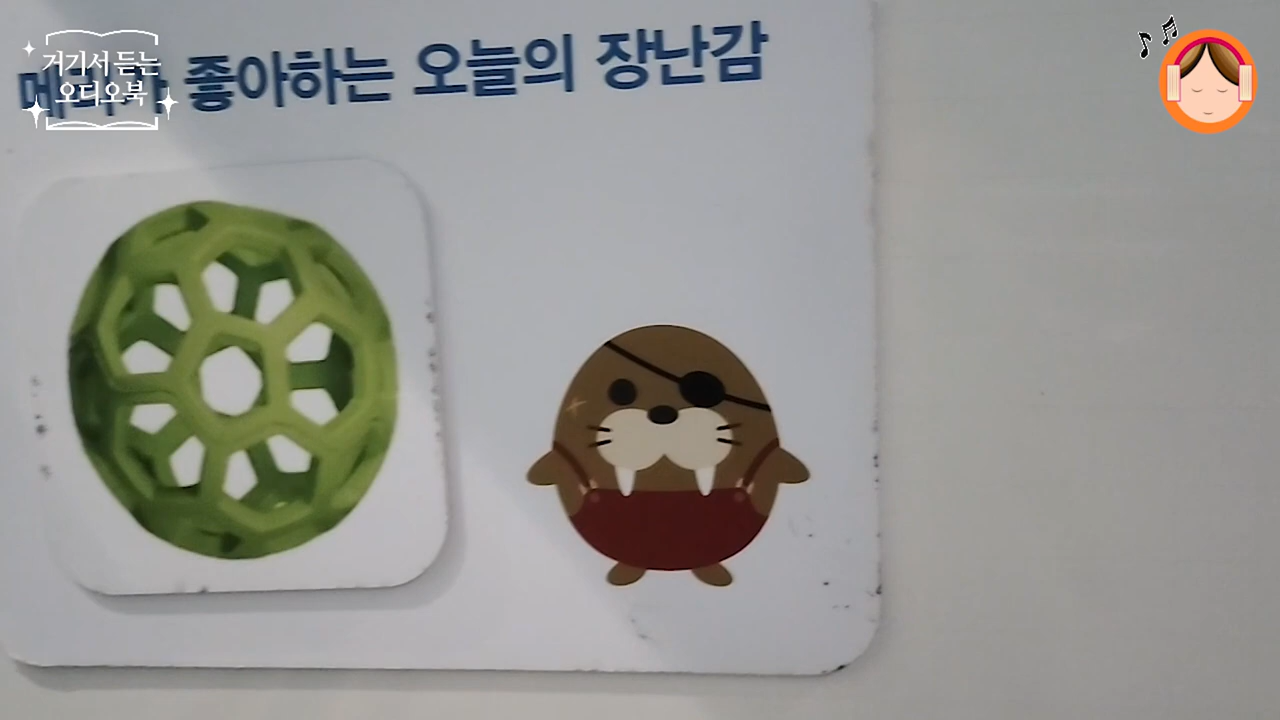 거기서 듣는
오디오북
좋아하는 오늘의 장난감